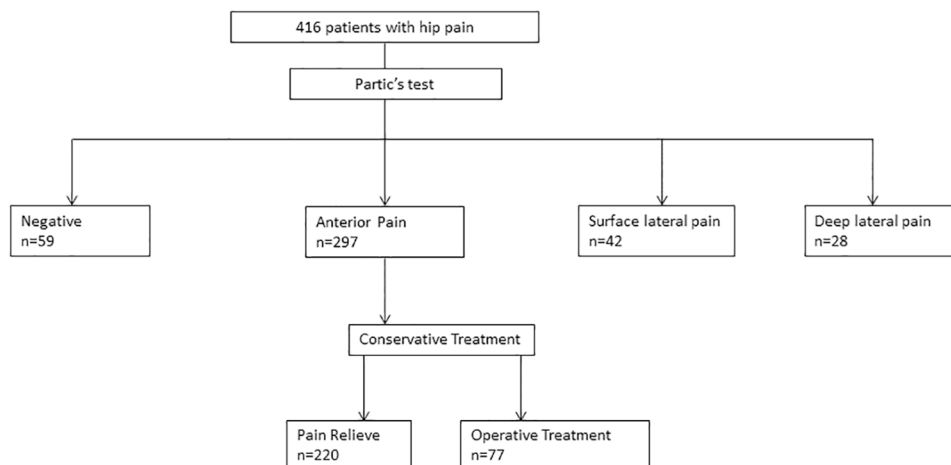 416 patients with hip pain
Partic's test
Negative
n=59
Anterior Pain
n=297
Surface lateral pain
n=42
Deep lateral pain
n=28
Conservative Treatment
Pain Relieve
n=220
Operative Treatment
n=77